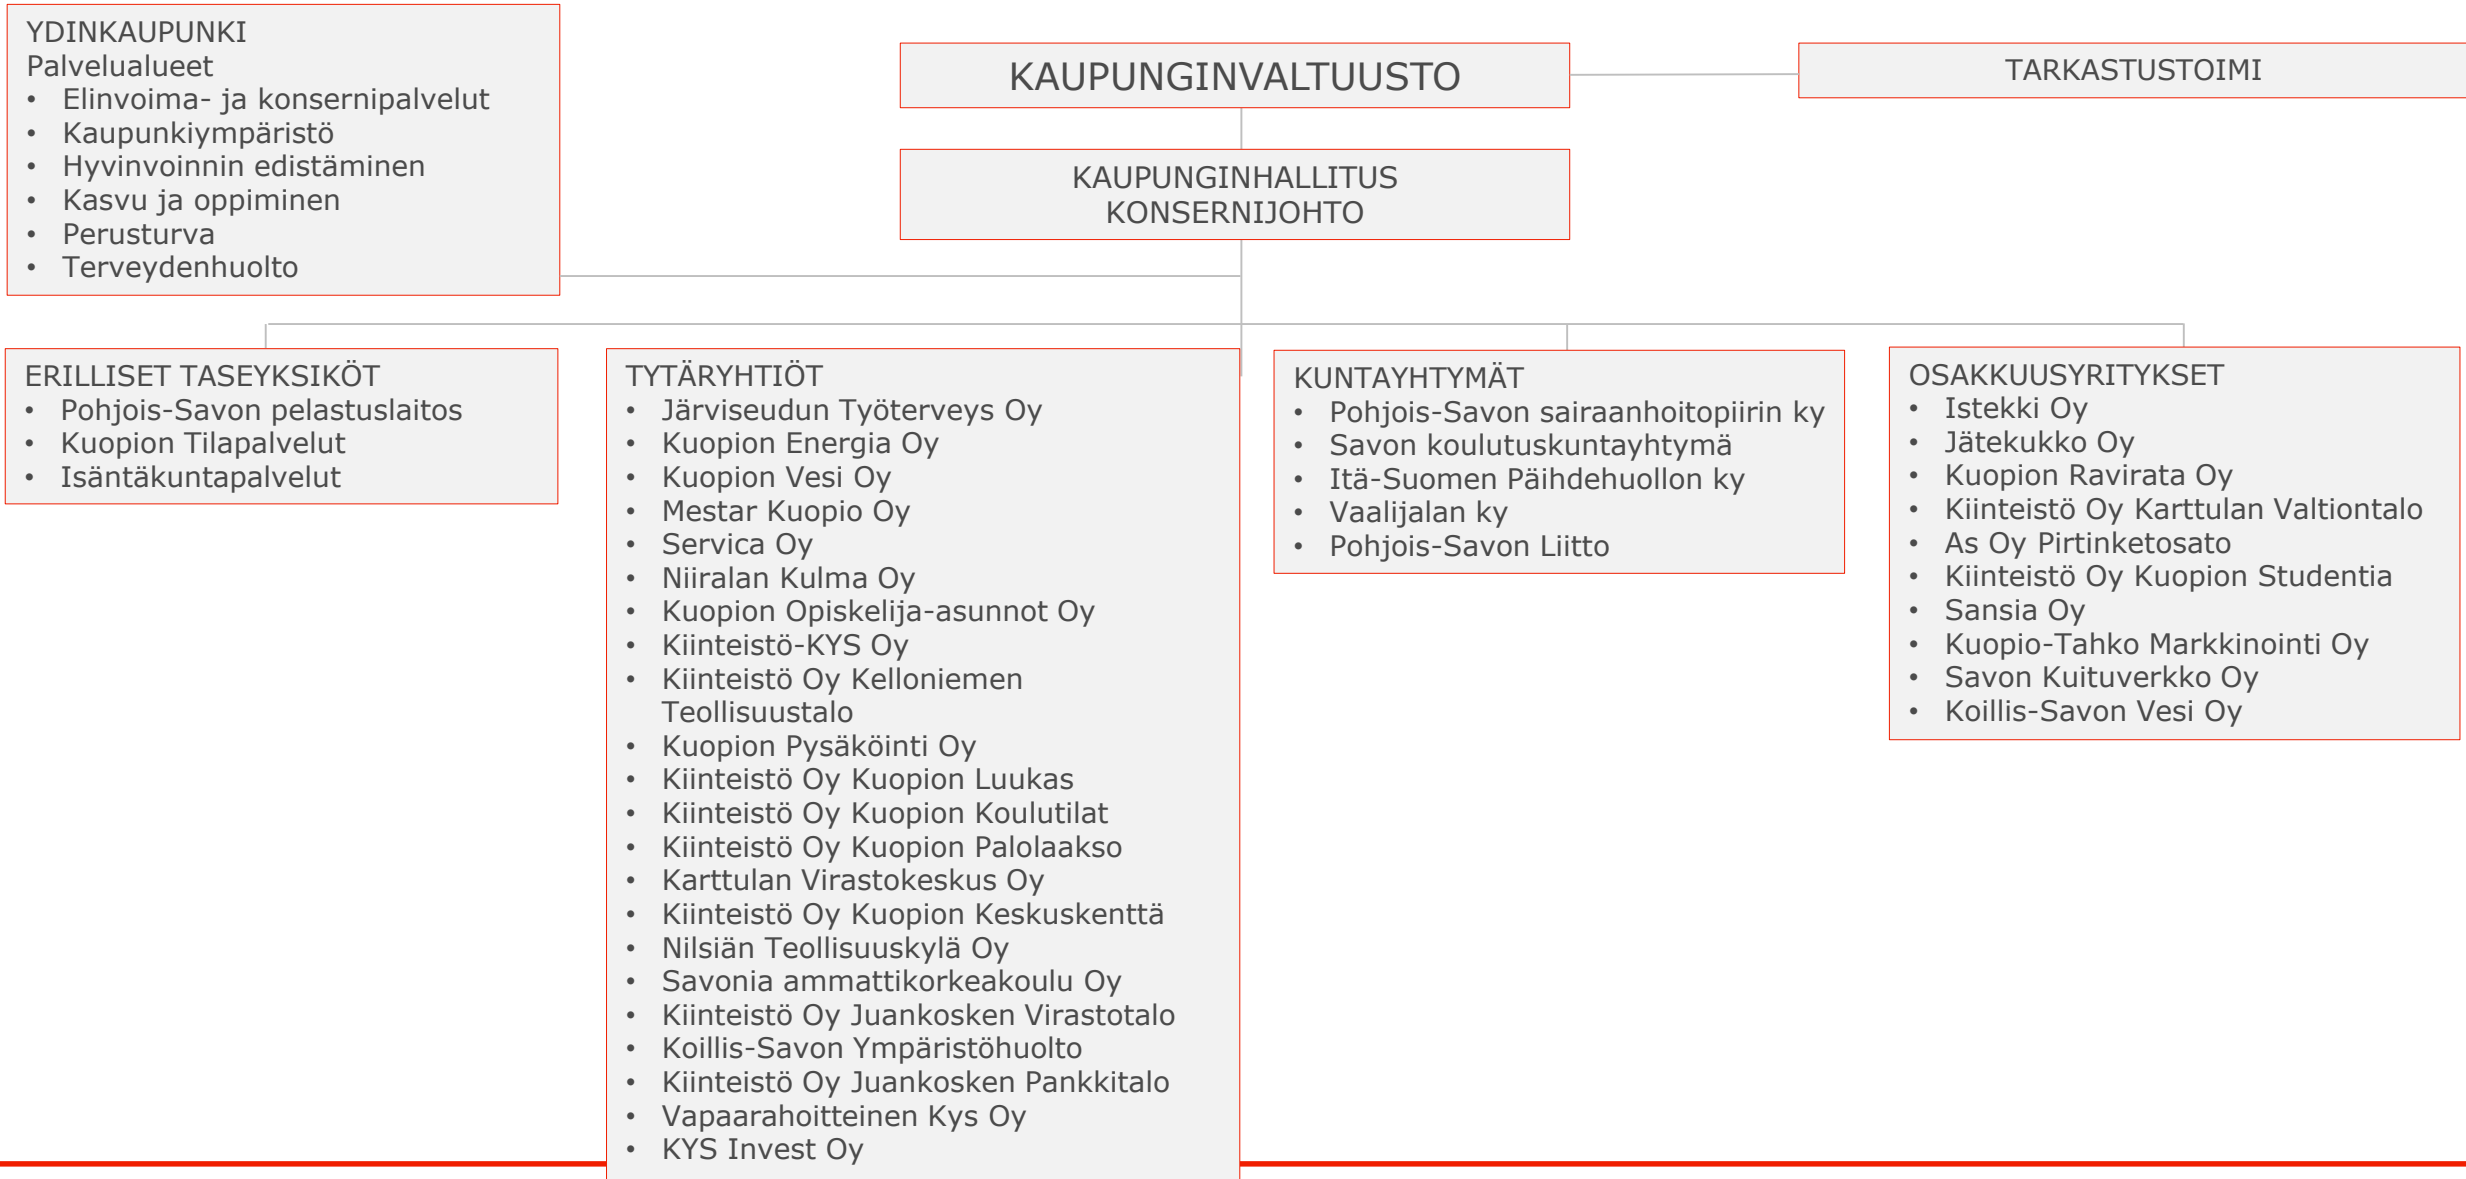 YDINKAUPUNKI
Palvelualueet
• Elinvoima- ja konsernipalvelut
• Kaupunkiympäristö
• Hyvinvoinnin edistäminen
• Kasvu ja oppiminen
• Perusturva
• Terveydenhuolto
KAUPUNGINVALTUUSTO
TARKASTUSTOIMI
KAUPUNGINHALLITUS
KONSERNIJOHTO
ERILLISET TASEYKSIKÖT
• Pohjois-Savon pelastuslaitos
• Kuopion Tilapalvelut
• Isäntäkuntapalvelut
TYTÄRYHTIÖT
• Järviseudun Työterveys Oy
• Kuopion Energia Oy
• Kuopion Vesi Oy
• Mestar Kuopio Oy
• Servica Oy
• Niiralan Kulma Oy
• Kuopion Opiskelija-asunnot Oy
• Kiinteistö-KYS Oy
• Kiinteistö Oy Kelloniemen
Teollisuustalo
• Kuopion Pysäköinti Oy
• Kiinteistö Oy Kuopion Luukas
• Kiinteistö Oy Kuopion Koulutilat
• Kiinteistö Oy Kuopion Palolaakso
• Karttulan Virastokeskus Oy
• Kiinteistö Oy Kuopion Keskuskenttä
• Nilsiän Teollisuuskylä Oy
• Savonia ammattikorkeakoulu Oy
• Kiinteistö Oy Juankosken Virastotalo
• Koillis-Savon Ympäristöhuolto
• Kiinteistö Oy Juankosken Pankkitalo
• Vapaarahoitteinen Kys Oy
• KYS Invest Oy
KUNTAYHTYMÄT
• Pohjois-Savon sairaanhoitopiirin ky
• Savon koulutuskuntayhtymä
• Itä-Suomen Päihdehuollon ky
• Vaalijalan ky
• Pohjois-Savon Liitto
OSAKKUUSYRITYKSET
• Istekki Oy
• Jätekukko Oy
• Kuopion Ravirata Oy
• Kiinteistö Oy Karttulan Valtiontalo
• As Oy Pirtinketosato
• Kiinteistö Oy Kuopion Studentia
• Sansia Oy
• Kuopio-Tahko Markkinointi Oy
• Savon Kuituverkko Oy
• Koillis-Savon Vesi Oy